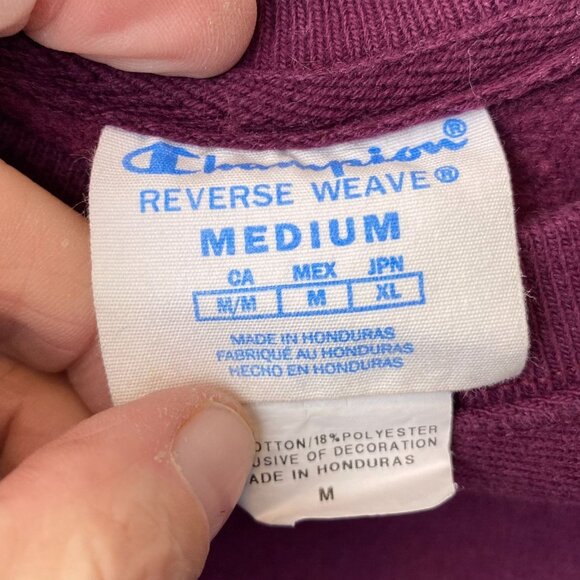 Champion®
REVERSE WEAVE®
MEDIUM
CA MEX JPN
M/M M XL
MADE IN HONDURAS
FABRIQUÉ AU HONDURAS
HECHO EN HONDURAS
OTTON/18% POLYESTER
USIVE OF DECORATION
ADE IN HONDURAS
M